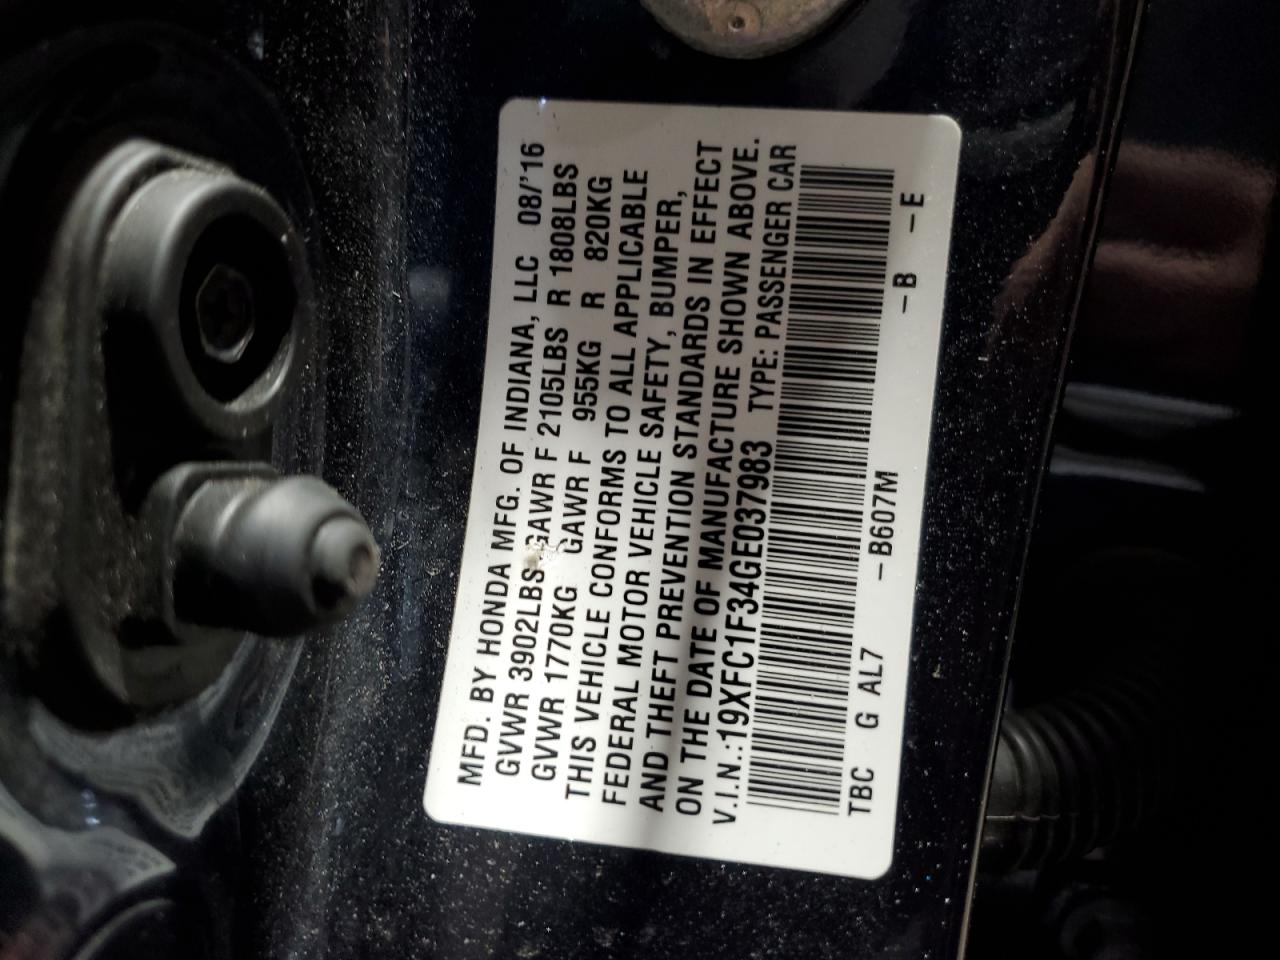 MFD. BY HONDA MFG. OF INDIANA, LLC 08/'16
GVWR 3902LBS GAWR F 2105LBS R 1808LBS
GVWR 1770KG GAWR F 955KG R 820KG
THIS VEHICLE CONFORMS TO ALL APPLICABLE
FEDERAL MOTOR VEHICLE SAFETY, BUMPER,
AND THEFT PREVENTION STANDARDS IN EFFECT
ON THE DATE OF MANUFACTURE SHOWN ABOVE.
V.I.N.:19XFC1F34GE037983 TYPE: PASSENGER CAR
TBC G AL7 -B607M -B -E